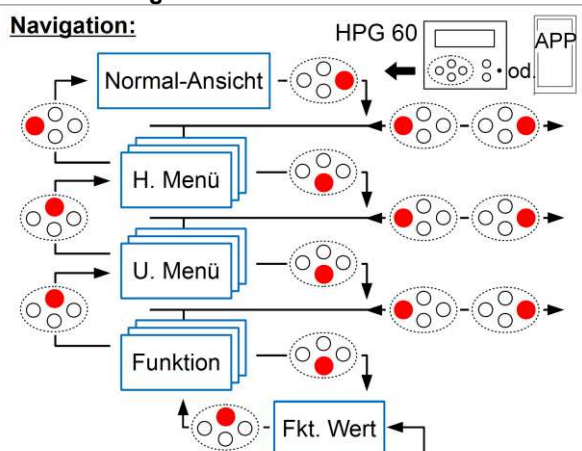 Navigation:
HPG 60
APP
od.
Normal-Ansicht
H. Menü
U. Menü
Funktion
Fkt. Wert